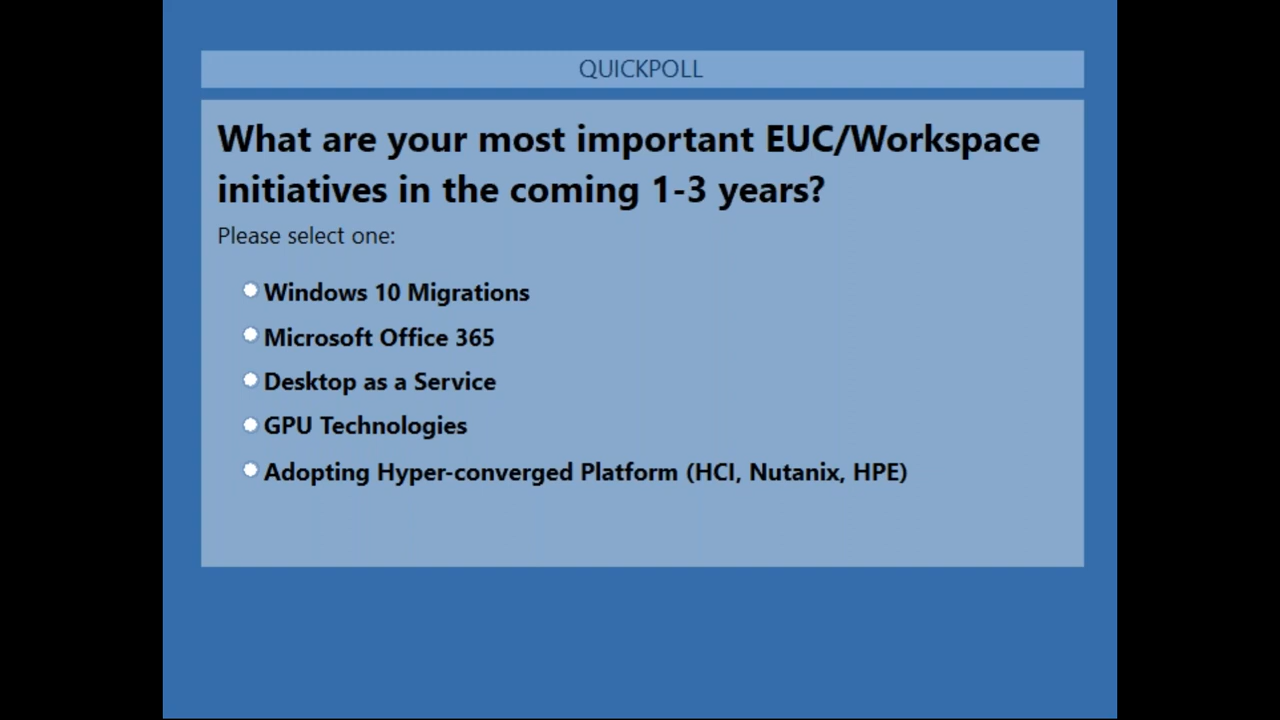 QUICKPOLL
What are your most important EUC/Workspace
initiatives in the coming 1-3 years?
Please select one:
Windows 10 Migrations
Microsoft Office 365
Desktop as a Service
GPU Technologies
Adopting Hyper-converged Platform (HCI, Nutanix, HPE)